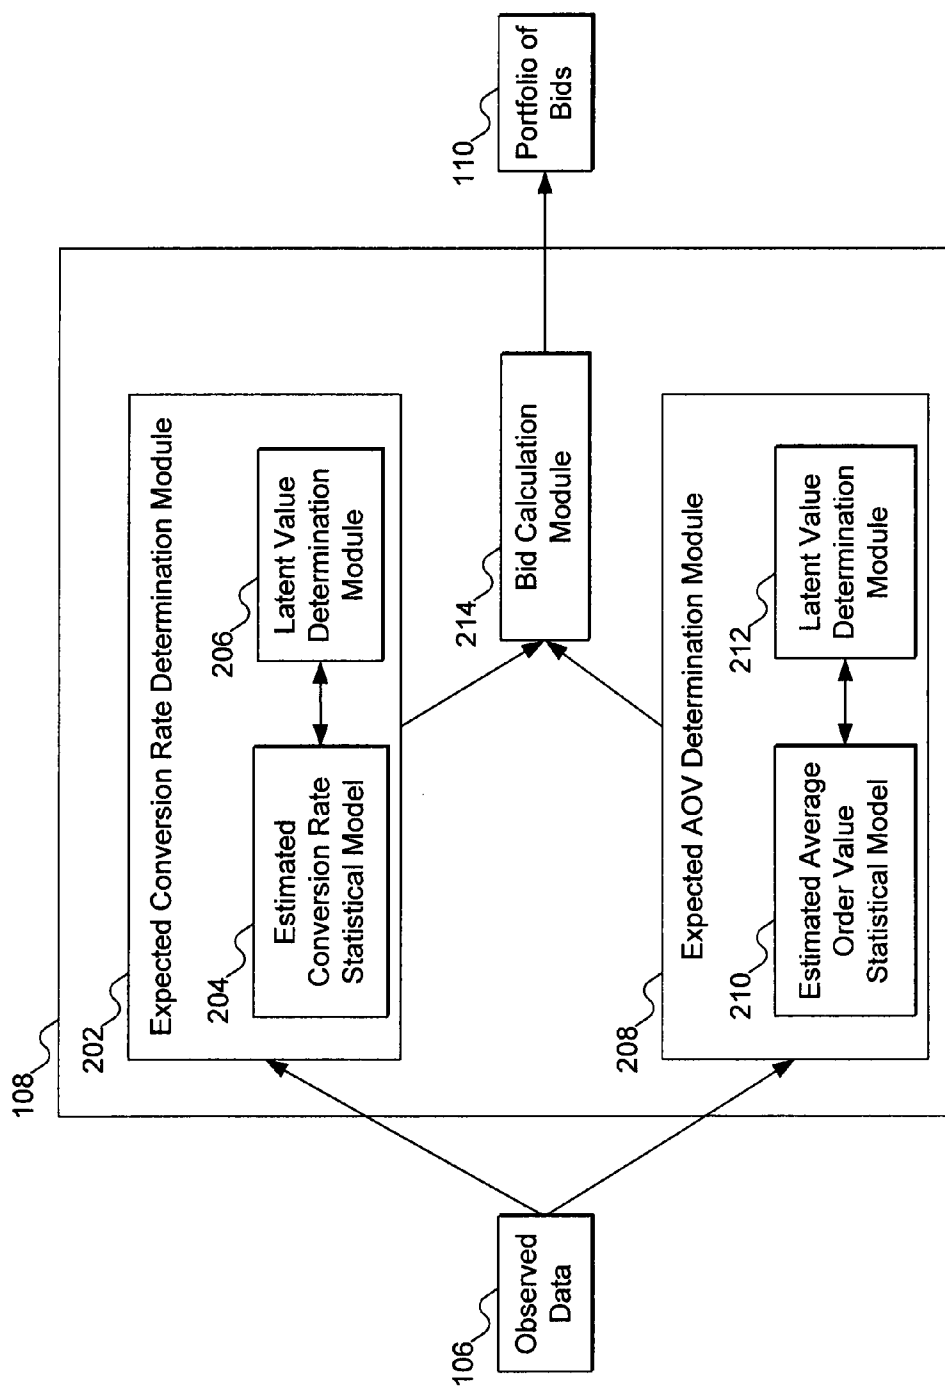 108
202
Expected Conversion Rate Determination Module
204
Estimated
Conversion Rate
Statistical Model
206
Latent Value
Determination
Module
106
Observed
Data
214
Bid Calculation
Module
110
Portfolio of
Bids
208
Expected AOV Determination Module
210
Estimated Average
Order Value
Statistical Model
212
Latent Value
Determination
Module